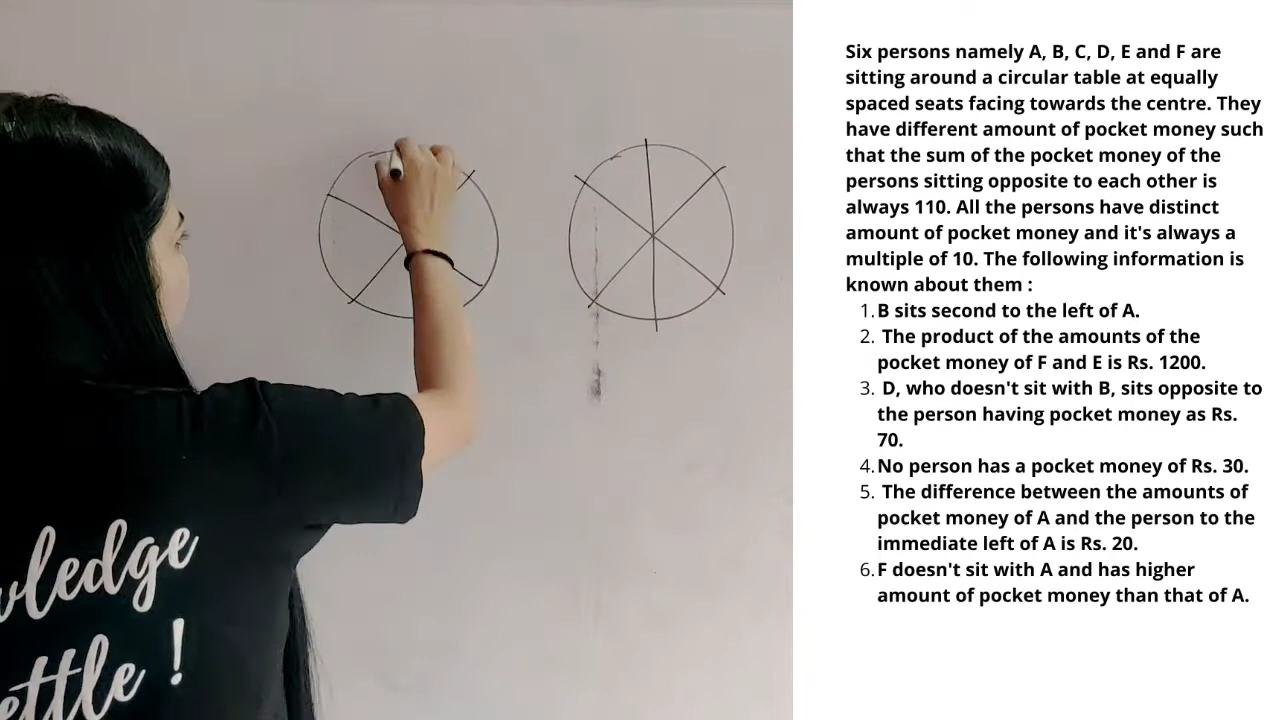 Six persons namely A, B, C, D, E and F are
sitting around a circular table at equally
spaced seats facing towards the centre. They
have different amount of pocket money such
that the sum of the pocket money of the
persons sitting opposite to each other is
always 110. All the persons have distinct
amount of pocket money and it's always a
multiple of 10. The following information is
known about them :
1. B sits second to the left of A.
2. The product of the amounts of the
pocket money of F and E is Rs. 1200.
3. D, who doesn't sit with B, sits opposite to
the person having pocket money as Rs.
70.
4. No person has a pocket money of Rs. 30.
5. The difference between the amounts of
pocket money of A and the person to the
immediate left of A is Rs. 20.
6. F doesn't sit with A and has higher
amount of pocket money than that of A.